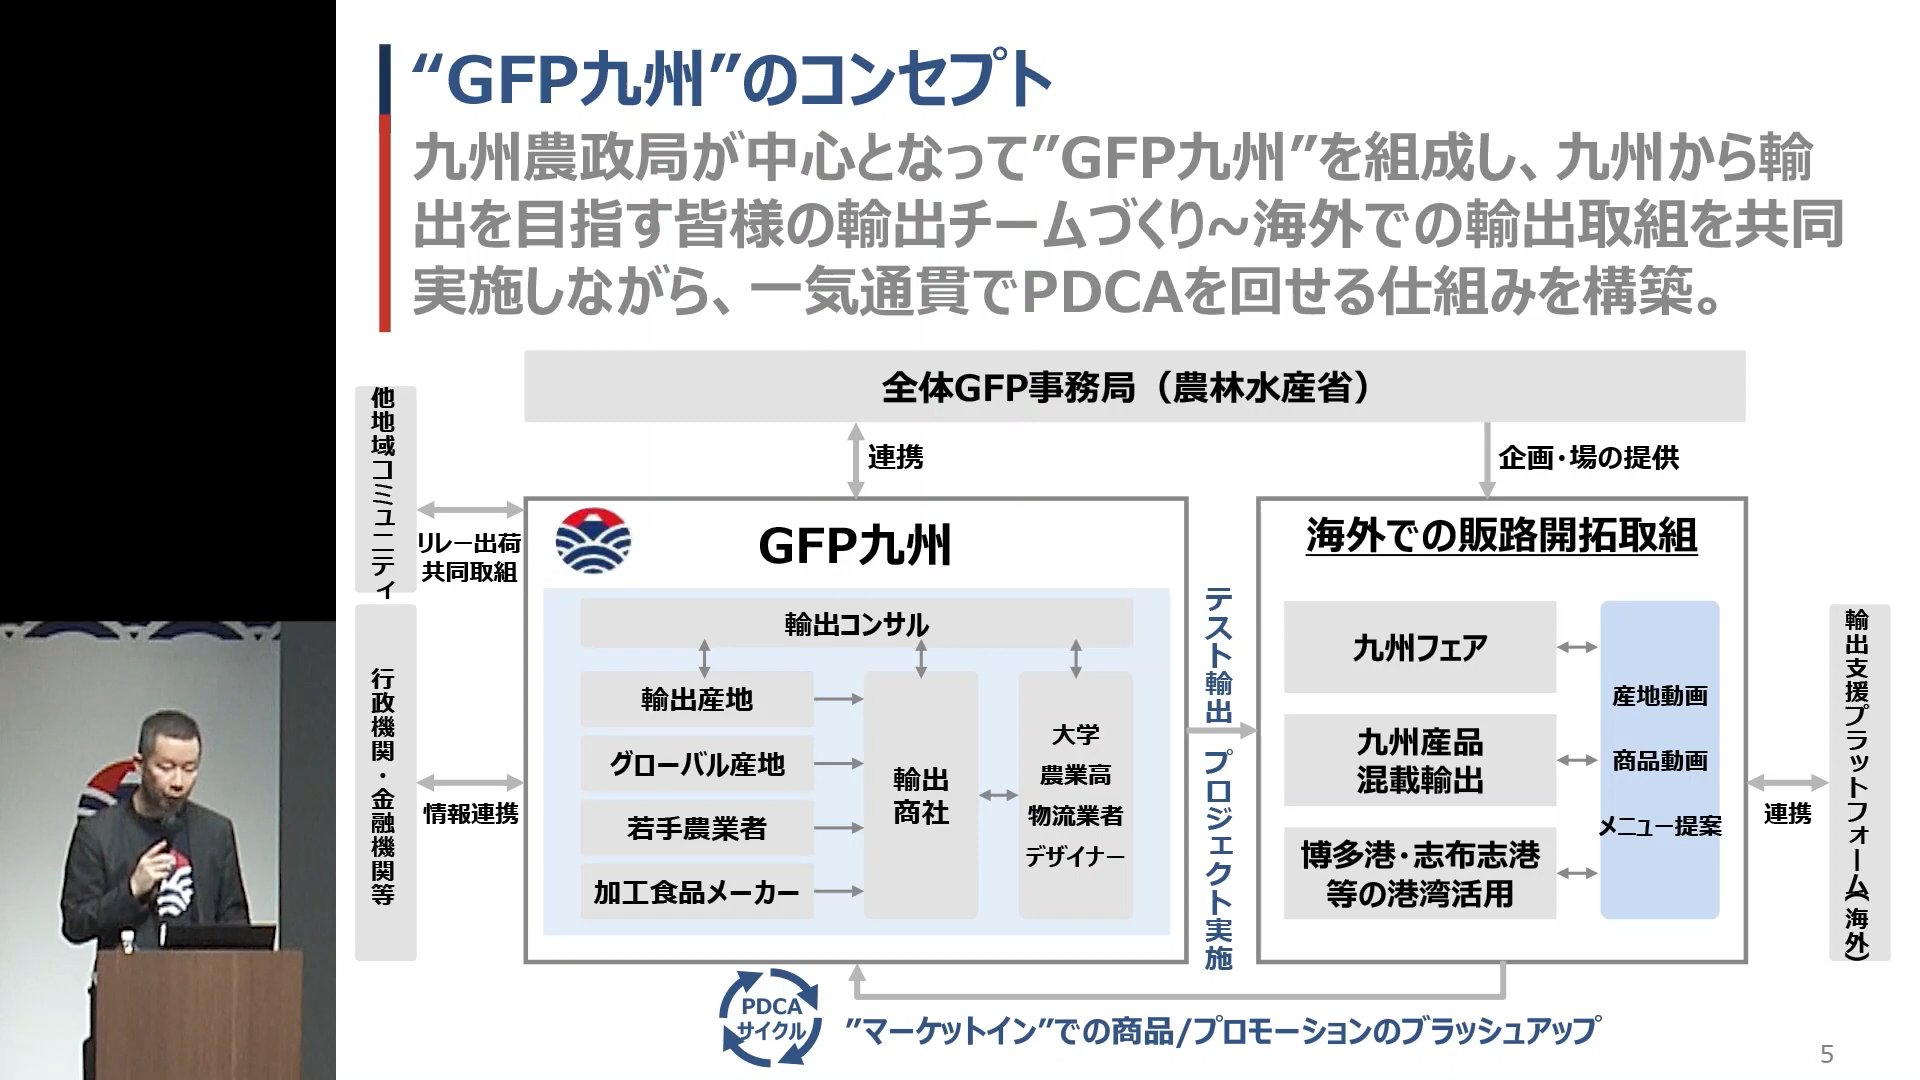 “GFP九州”のコンセプト
九州農政局が中心となって”GFP九州”を組成し、九州から輸
出を目指す皆様の輸出チームづくり~海外での輸出取組を共同
実施しながら、一気通貫でPDCAを回せる仕組みを構築。
全体GFP事務局（農林水産省）
連携
企画・場の提供
他地域コミュニティ
リレー出荷
共同取組
行政機関・金融機関等
情報連携
GFP九州
輸出コンサル
輸出産地
グローバル産地
若手農業者
加工食品メーカー
輸出
商社
大学
農業高
物流業者
デザイナー
テスト輸出 プロジェクト実施
海外での販路開拓取組
九州フェア
九州産品
混載輸出
博多港・志布志港
等の港湾活用
産地動画
商品動画
メニュー提案
連携
輸出支援プラットフォーム(海外)
PDCA
サイクル
”マーケットイン”での商品/プロモーションのブラッシュアップ
5